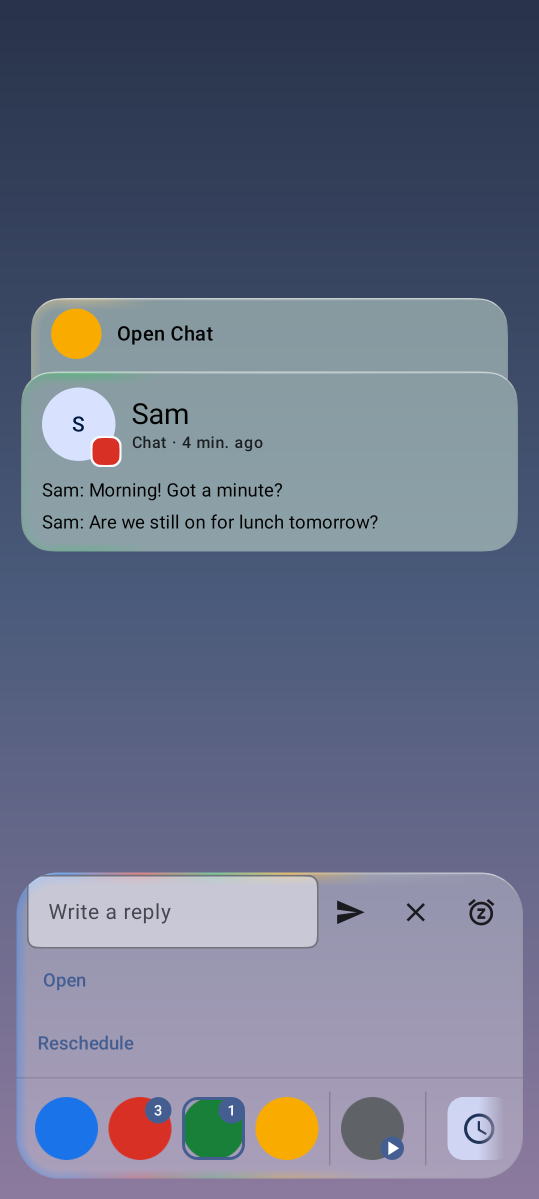 Open Chat
S
Sam
Chat · 4 min. ago
Sam: Morning! Got a minute?
Sam: Are we still on for lunch tomorrow?
Write a reply
Open
Reschedule
3
1